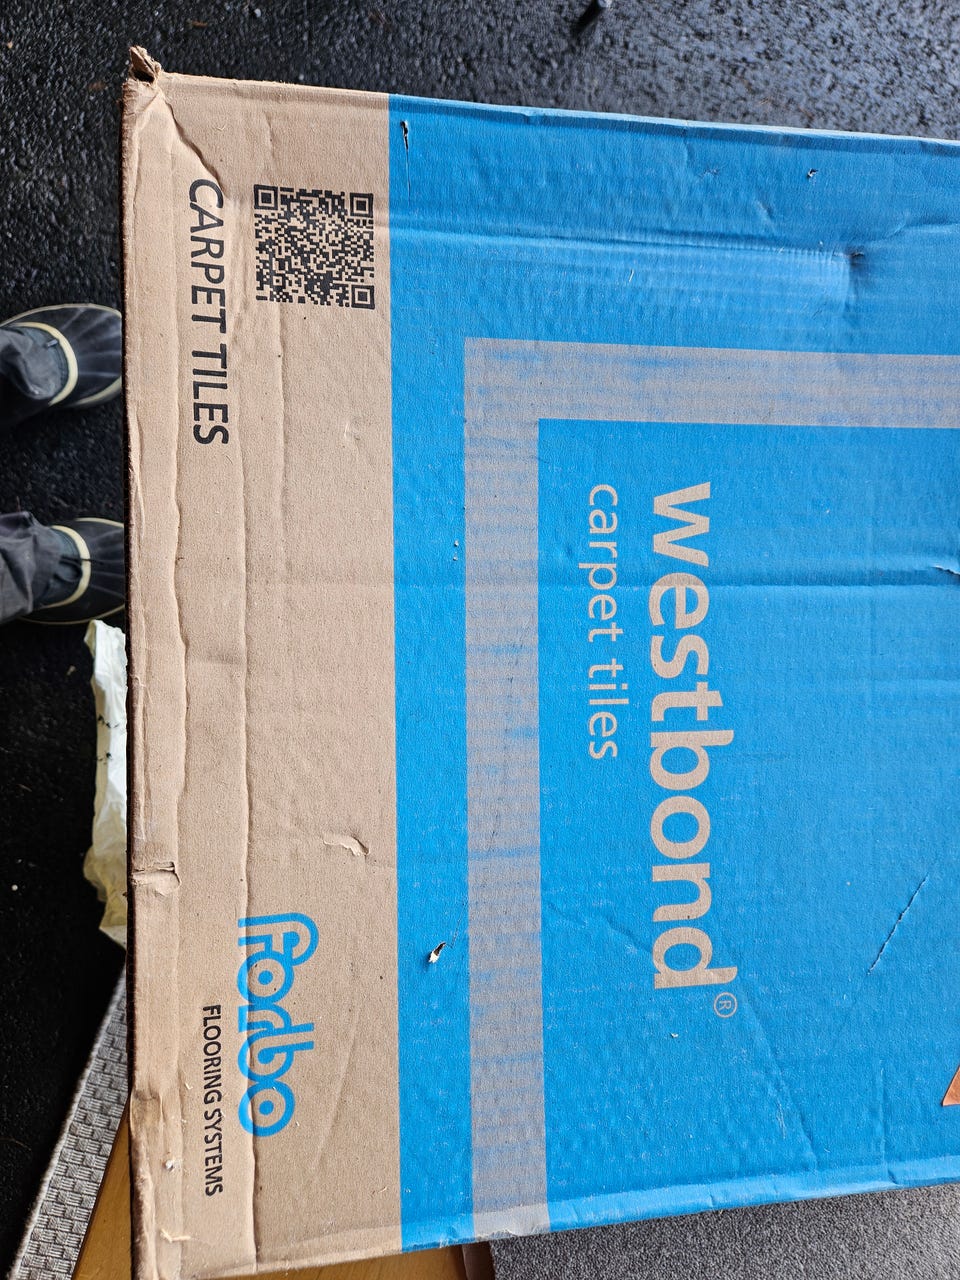 westbond®
carpet tiles
CARPET TILES
forbo
FLOORING SYSTEMS